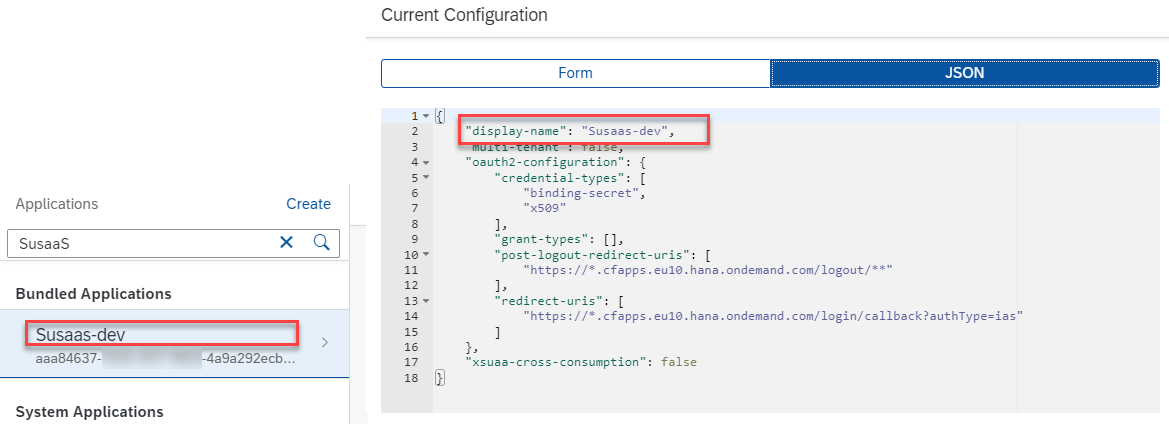 Current Configuration
Form
JSON
1 {
2 "display-name": "Susaas-dev",
3 "multi-tenant": false,
4 "oauth2-configuration": {
5 "credential-types": [
6 "binding-secret",
7 "x509"
8 ],
9 "grant-types": [],
10 "post-logout-redirect-uris": [
11 "https://*.cfapps.eu10.hana.ondemand.com/logout/**"
12 ],
13 "redirect-uris": [
14 "https://*.cfapps.eu10.hana.ondemand.com/login/callback?authType=ias"
15 ]
16 },
17 "xsuaa-cross-consumption": false
18 }
Applications
Create
SusaaS
Bundled Applications
Susaas-dev
aaa84637- -4a9a292ecb...
System Applications